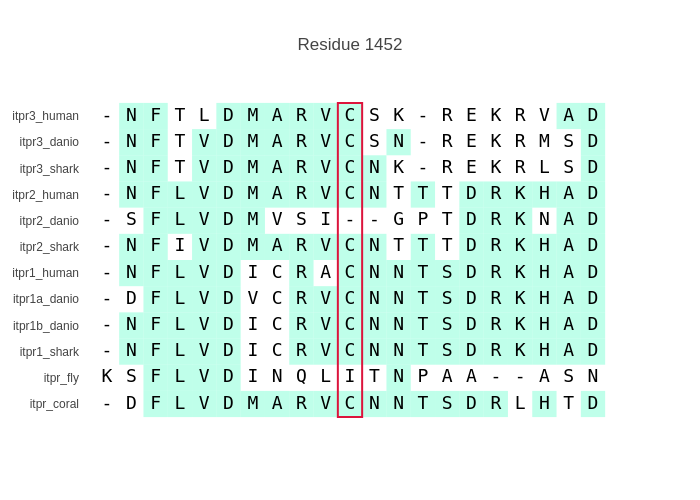 Residue 1452
itpr3_human - N F T L D M A R V C S K - R E K R V A D
itpr3_danio - N F T V D M A R V C S N - R E K R M S D
itpr3_shark - N F T V D M A R V C N K - R E K R L S D
itpr2_human - N F L V D M A R V C N T T T D R K H A D
itpr2_danio - S F L V D M V S I - - G P T D R K N A D
itpr2_shark - N F I V D M A R V C N T T T D R K H A D
itpr1_human - N F L V D I C R A C N N T S D R K H A D
itpr1a_danio - D F L V D V C R V C N N T S D R K H A D
itpr1b_danio - N F L V D I C R V C N N T S D R K H A D
itpr1_shark - N F L V D I C R V C N N T S D R K H A D
itpr_fly K S F L V D I N Q L I T N P A A - - A S N
itpr_coral - D F L V D M A R V C N N T S D R L H T D